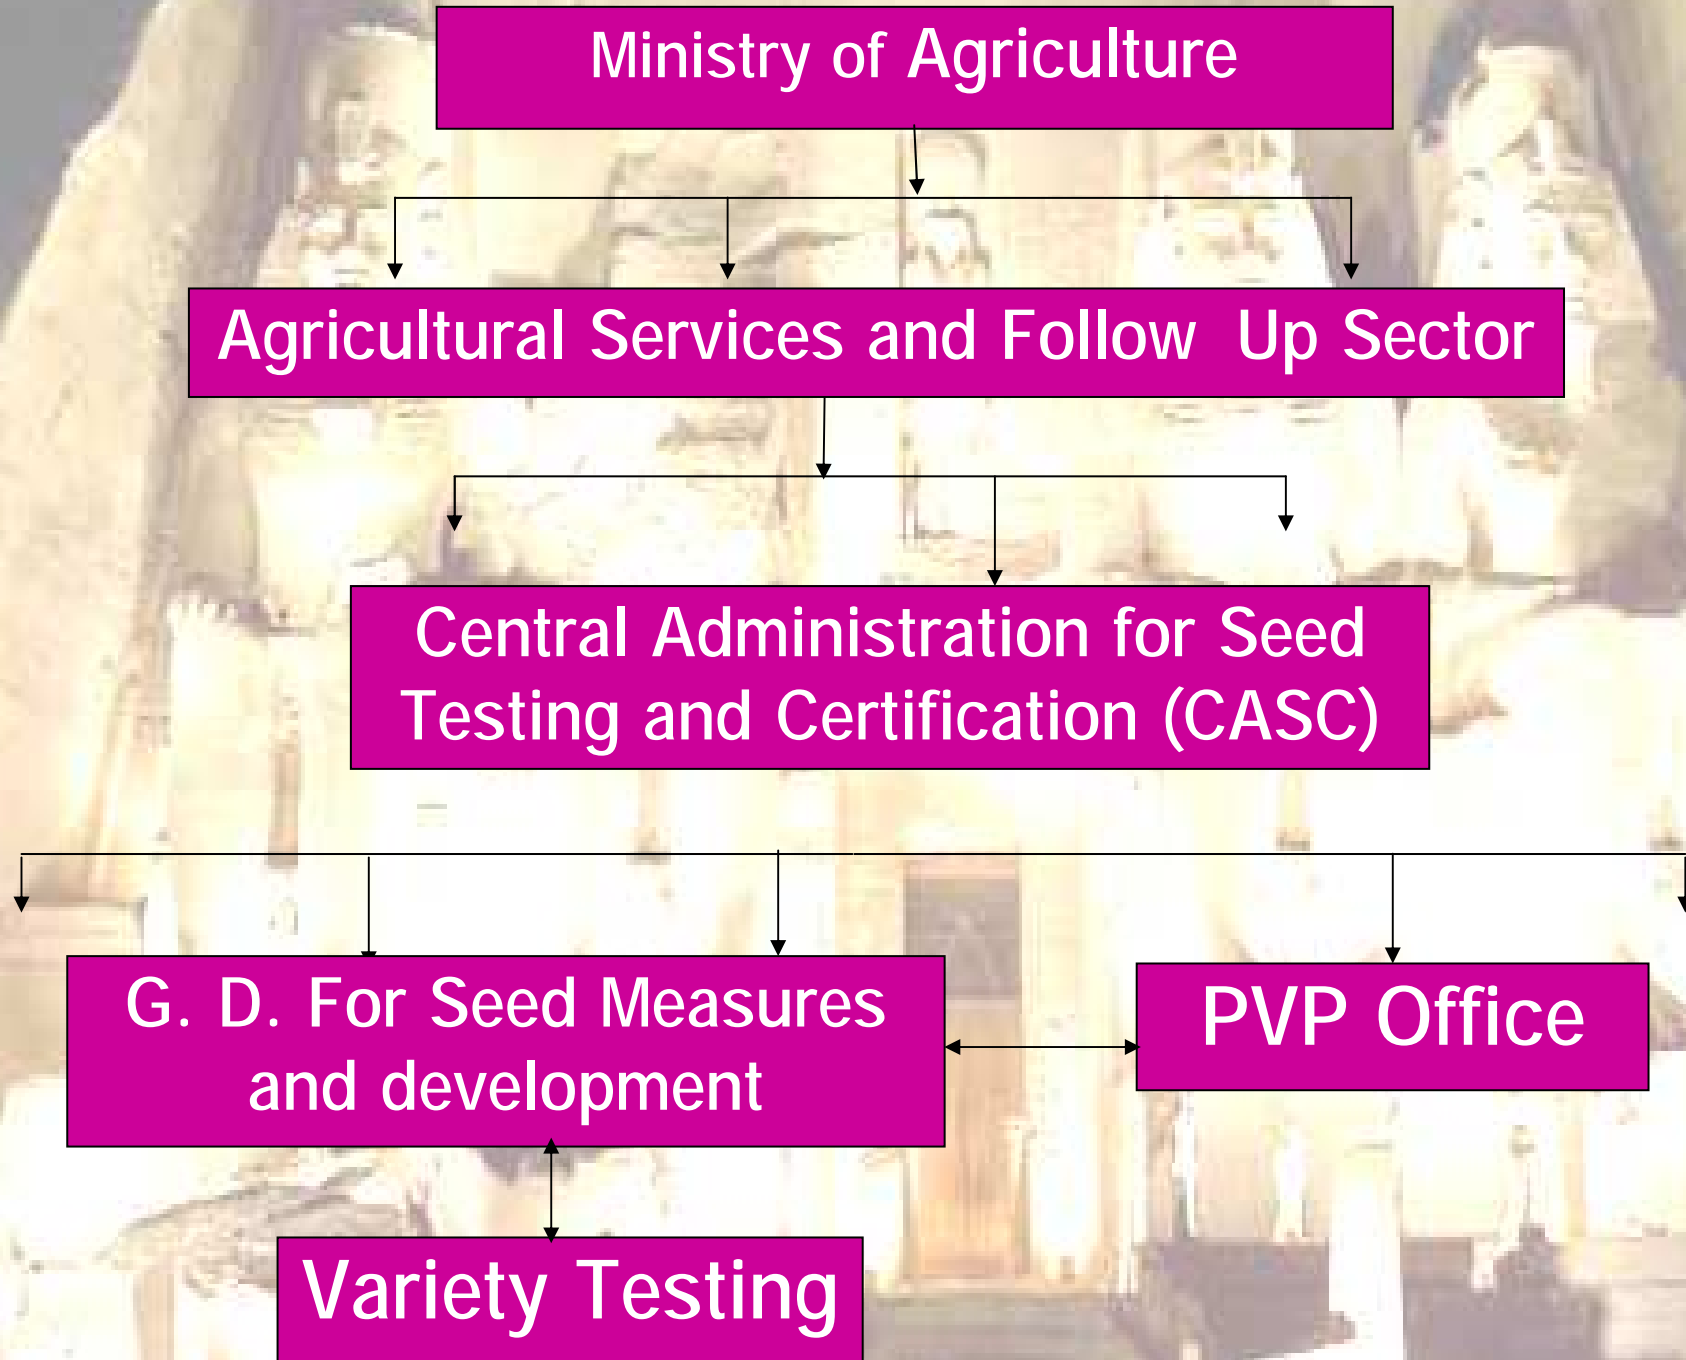 Ministry of Agriculture
Agricultural Services and Follow Up Sector
Central Administration for Seed
Testing and Certification (CASC)
G. D. For Seed Measures
and development
PVP Office
Variety Testing